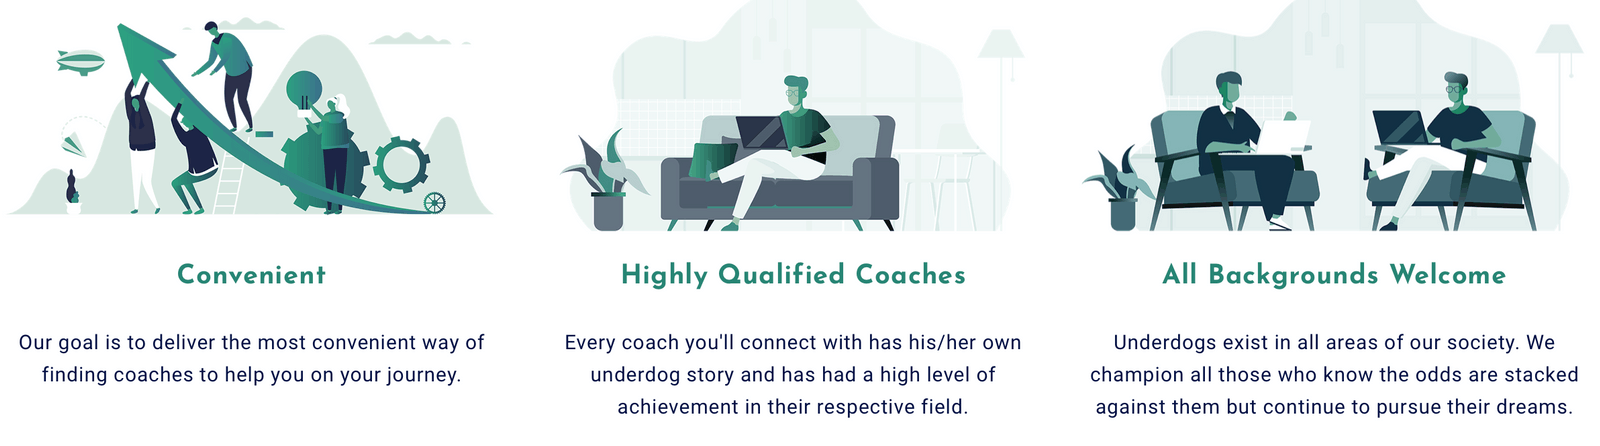 Convenient
Our goal is to deliver the most convenient way of
finding coaches to help you on your journey.
Highly Qualified Coaches
Every coach you'll connect with has his/her own
underdog story and has had a high level of
achievement in their respective field.
All Backgrounds Welcome
Underdogs exist in all areas of our society. We
champion all those who know the odds are stacked
against them but continue to pursue their dreams.